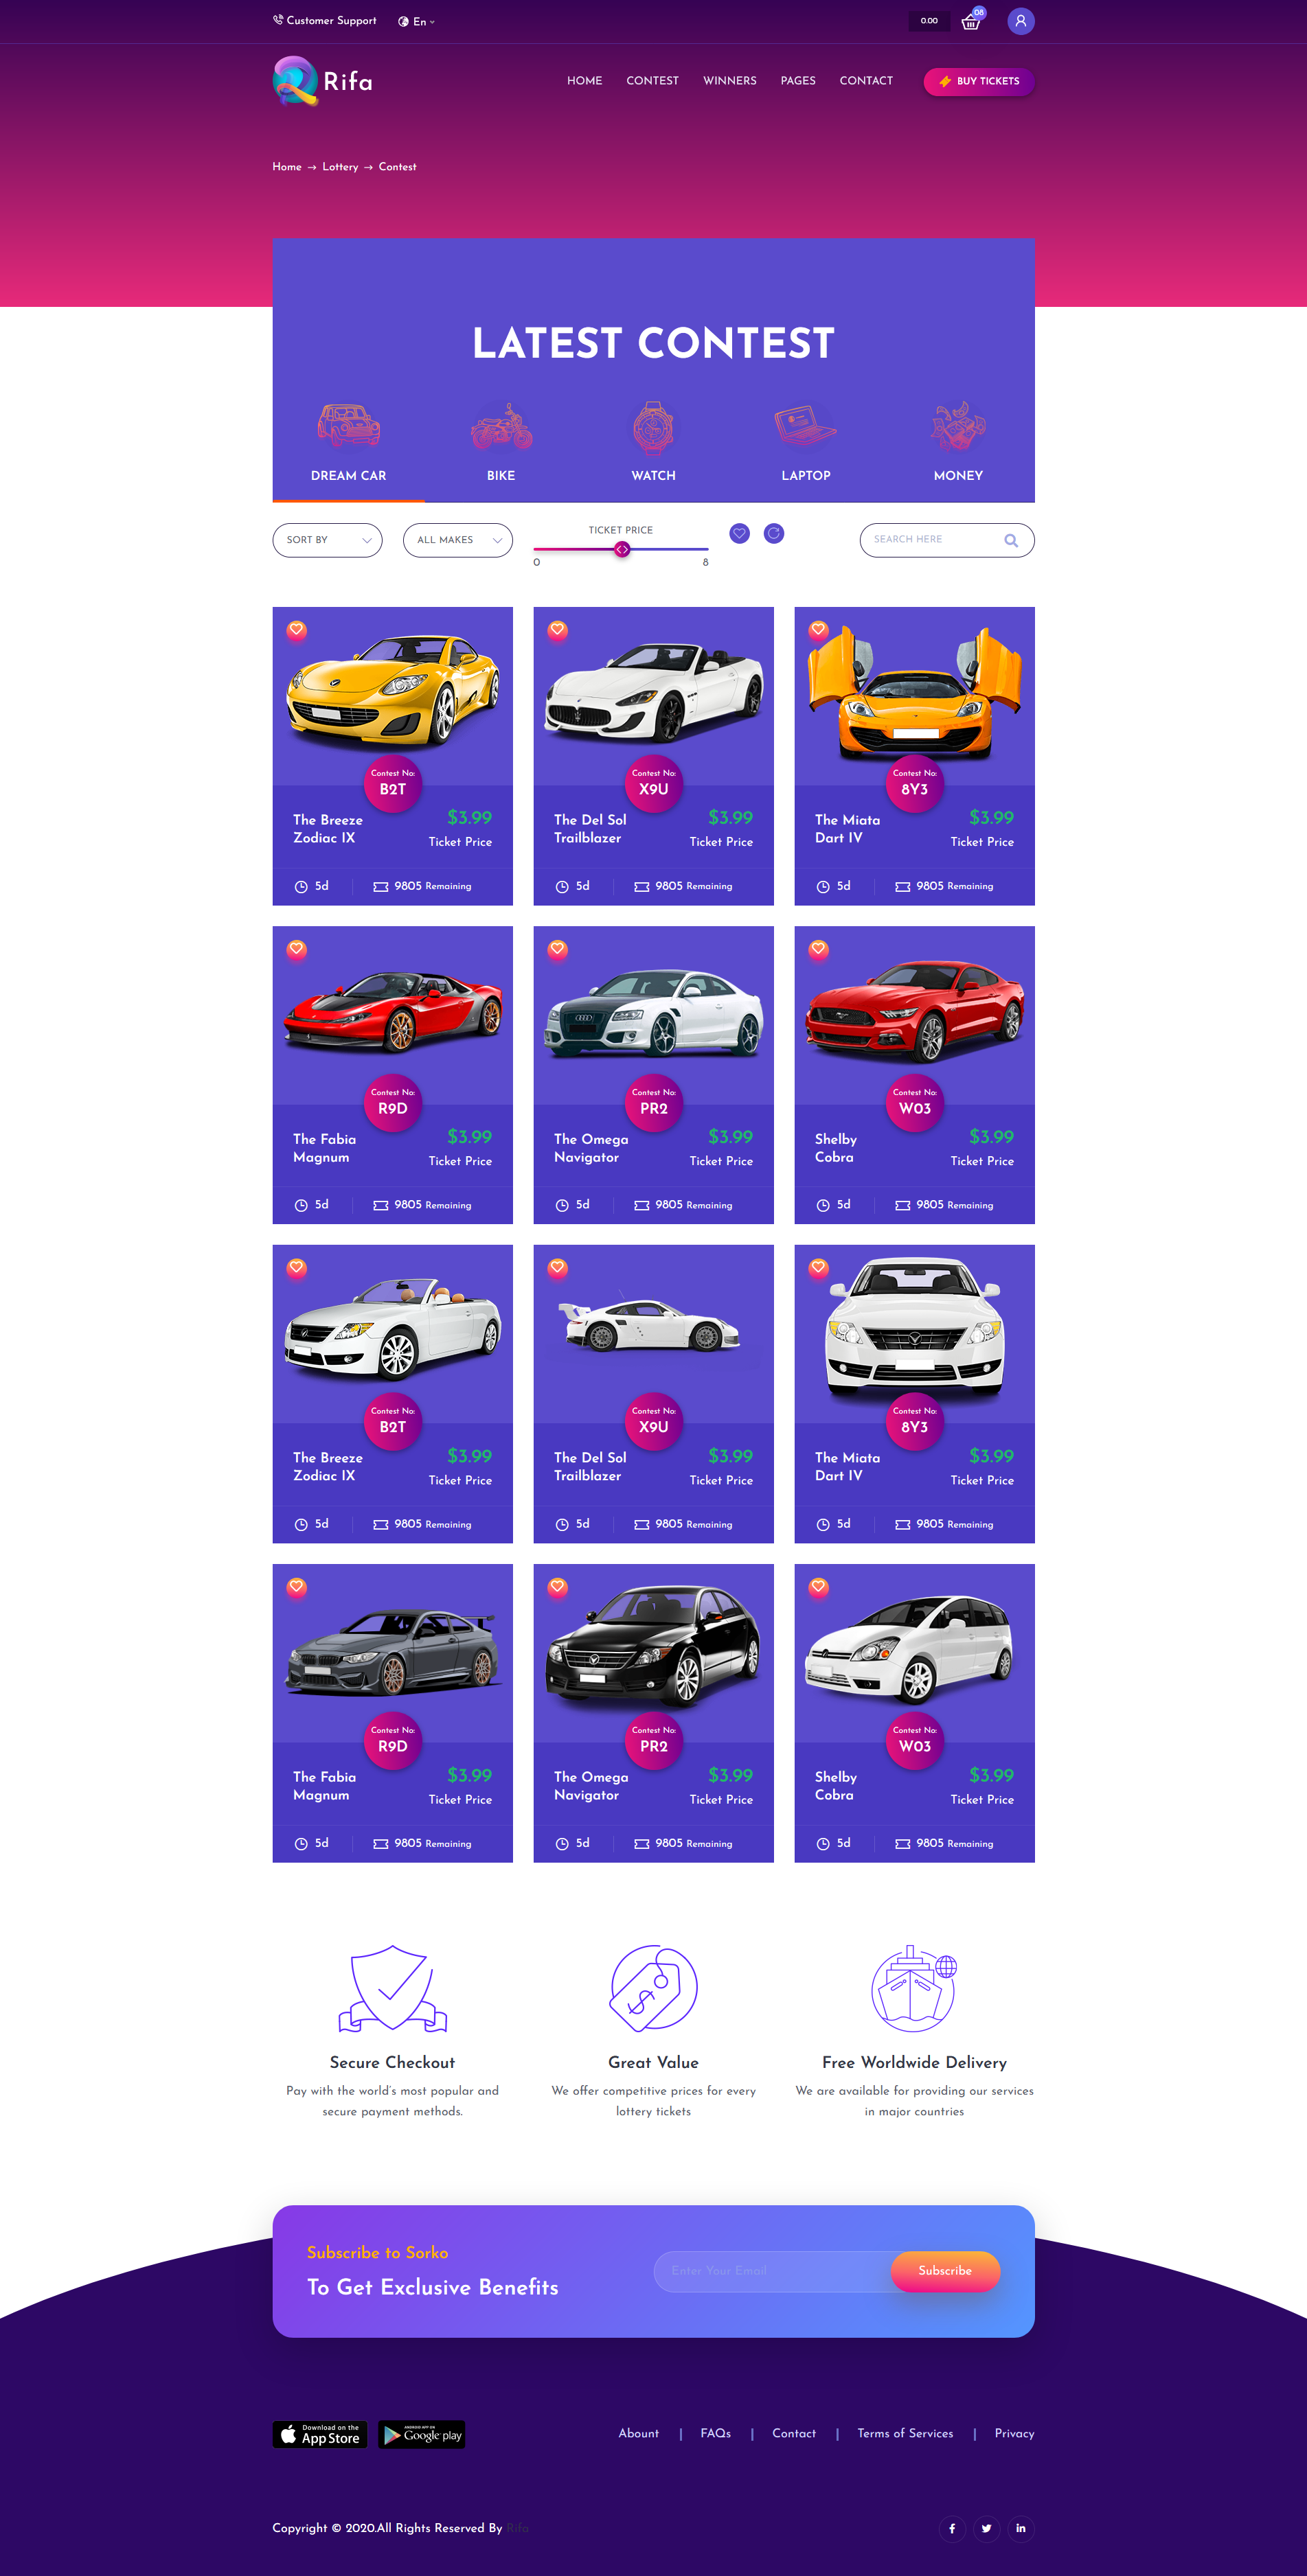 Customer Support En 0.00 08
Rifa HOME CONTEST WINNERS PAGES CONTACT BUY TICKETS
Home → Lottery → Contest
LATEST CONTEST
DREAM CAR BIKE WATCH LAPTOP MONEY
SORT BY ALL MAKES TICKET PRICE SEARCH HERE
0 8
Contest No: Contest No: Contest No:
B2T X9U 8Y3
The Breeze $3.99 The Del Sol $3.99 The Miata $3.99
Zodiac IX Ticket Price Trailblazer Ticket Price Dart IV Ticket Price
5d 9805 Remaining 5d 9805 Remaining 5d 9805 Remaining
Contest No: Contest No: Contest No:
R9D PR2 W03
The Fabia $3.99 The Omega $3.99 Shelby $3.99
Magnum Ticket Price Navigator Ticket Price Cobra Ticket Price
5d 9805 Remaining 5d 9805 Remaining 5d 9805 Remaining
Contest No: Contest No: Contest No:
B2T X9U 8Y3
The Breeze $3.99 The Del Sol $3.99 The Miata $3.99
Zodiac IX Ticket Price Trailblazer Ticket Price Dart IV Ticket Price
5d 9805 Remaining 5d 9805 Remaining 5d 9805 Remaining
Contest No: Contest No: Contest No:
R9D PR2 W03
The Fabia $3.99 The Omega $3.99 Shelby $3.99
Magnum Ticket Price Navigator Ticket Price Cobra Ticket Price
5d 9805 Remaining 5d 9805 Remaining 5d 9805 Remaining
Secure Checkout
Pay with the world's most popular and
secure payment methods.
Great Value
We offer competitive prices for every
lottery tickets
Free Worldwide Delivery
We are available for providing our services
in major countries
Subscribe to Sorko
To Get Exclusive Benefits
Enter Your Email Subscribe
Download on the
App Store
ANDROID APP ON
Google play
Abount | FAQs | Contact | Terms of Services | Privacy
Copyright © 2020.All Rights Reserved By Rifa